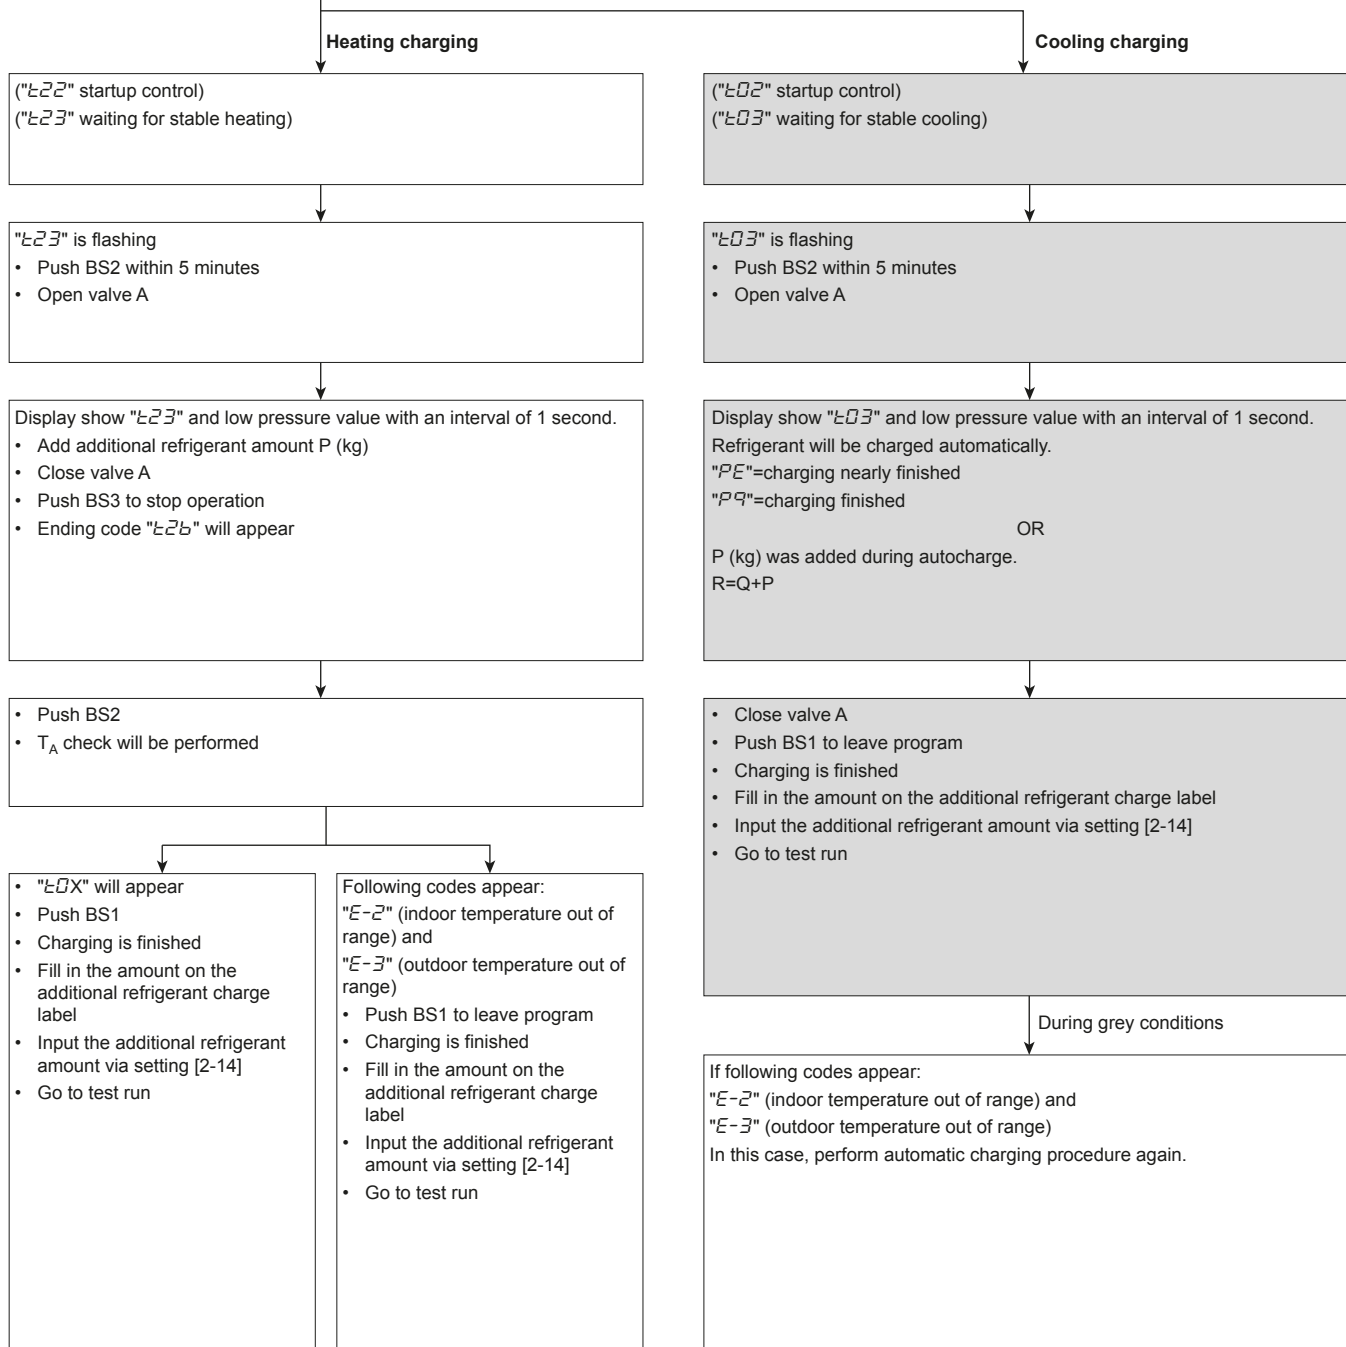 Heating charging
("t22" startup control)
("t23" waiting for stable heating)
"t23" is flashing
• Push BS2 within 5 minutes
• Open valve A
Display show "t23" and low pressure value with an interval of 1 second.
• Add additional refrigerant amount P (kg)
• Close valve A
• Push BS3 to stop operation
• Ending code "t2b" will appear
• Push BS2
• TA check will be performed
• "t0X" will appear
• Push BS1
• Charging is finished
• Fill in the amount on the
additional refrigerant charge
label
• Input the additional refrigerant
amount via setting [2-14]
• Go to test run
Following codes appear:
"E-2" (indoor temperature out of
range) and
"E-3" (outdoor temperature out of
range)
• Push BS1 to leave program
• Charging is finished
• Fill in the amount on the
additional refrigerant charge
label
• Input the additional refrigerant
amount via setting [2-14]
• Go to test run
Cooling charging
("t02" startup control)
("t03" waiting for stable cooling)
"t03" is flashing
• Push BS2 within 5 minutes
• Open valve A
Display show "t03" and low pressure value with an interval of 1 second.
Refrigerant will be charged automatically.
"PE"=charging nearly finished
"P9"=charging finished
OR
P (kg) was added during autocharge.
R=Q+P
• Close valve A
• Push BS1 to leave program
• Charging is finished
• Fill in the amount on the additional refrigerant charge label
• Input the additional refrigerant amount via setting [2-14]
• Go to test run
During grey conditions
If following codes appear:
"E-2" (indoor temperature out of range) and
"E-3" (outdoor temperature out of range)
In this case, perform automatic charging procedure again.